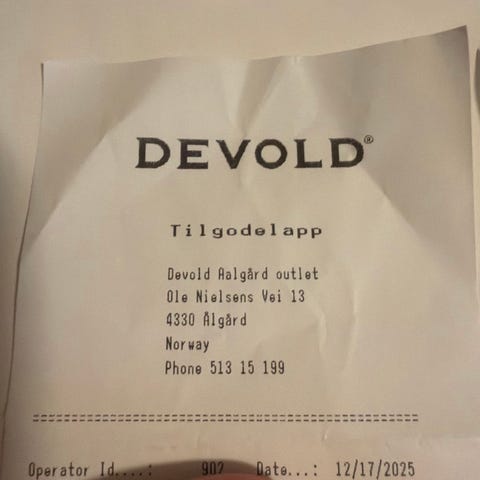 DEVOLD®
Tilgodelapp
Devold Aalgård outlet
Ole Nielsens Vei 13
4330 Ålgård
Norway
Phone 513 15 199
==================================================
Operator Id....: 902 Date...: 12/17/2025